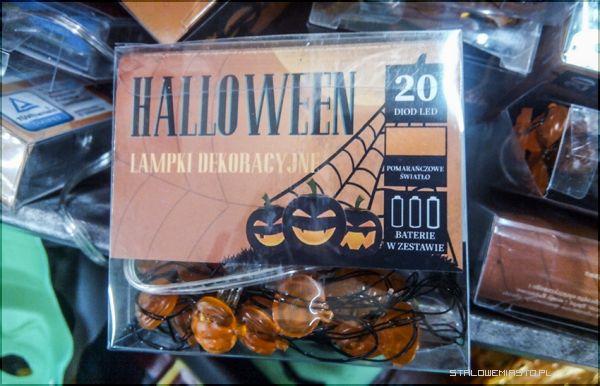 HALLOWEEN
LAMPKI DEKORACYJNE
20
DIOD LED
POMARAŃCZOWE
ŚWIATŁO
BATERIE
W ZESTAWIE
STALOWEMIASTO.PL